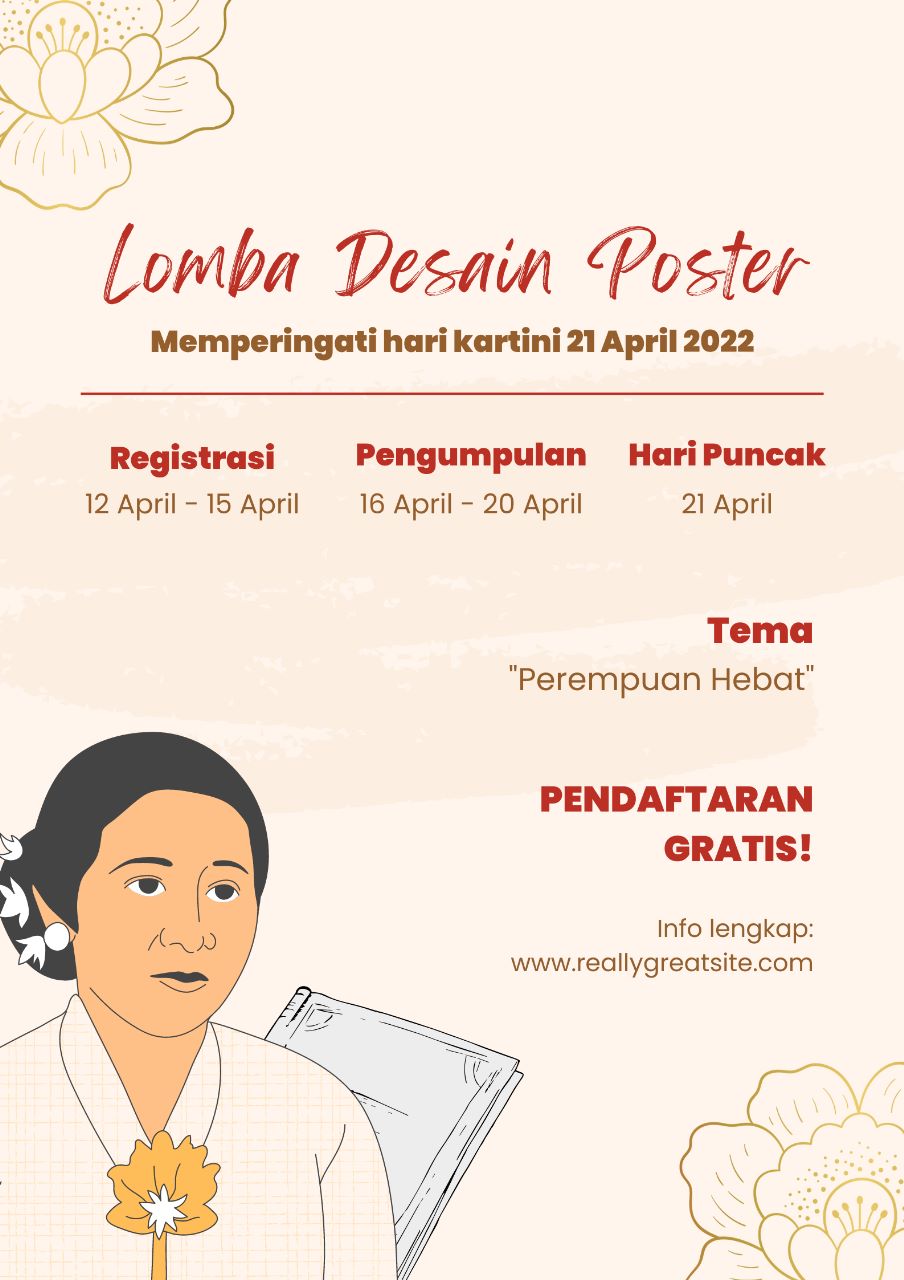 Lomba Desain Poster
Memperingati hari kartini 21 April 2022
Registrasi
12 April - 15 April
Pengumpulan
16 April - 20 April
Hari Puncak
21 April
Tema
"Perempuan Hebat"
PENDAFTARAN
GRATIS!
Info lengkap:
www.reallygreatsite.com